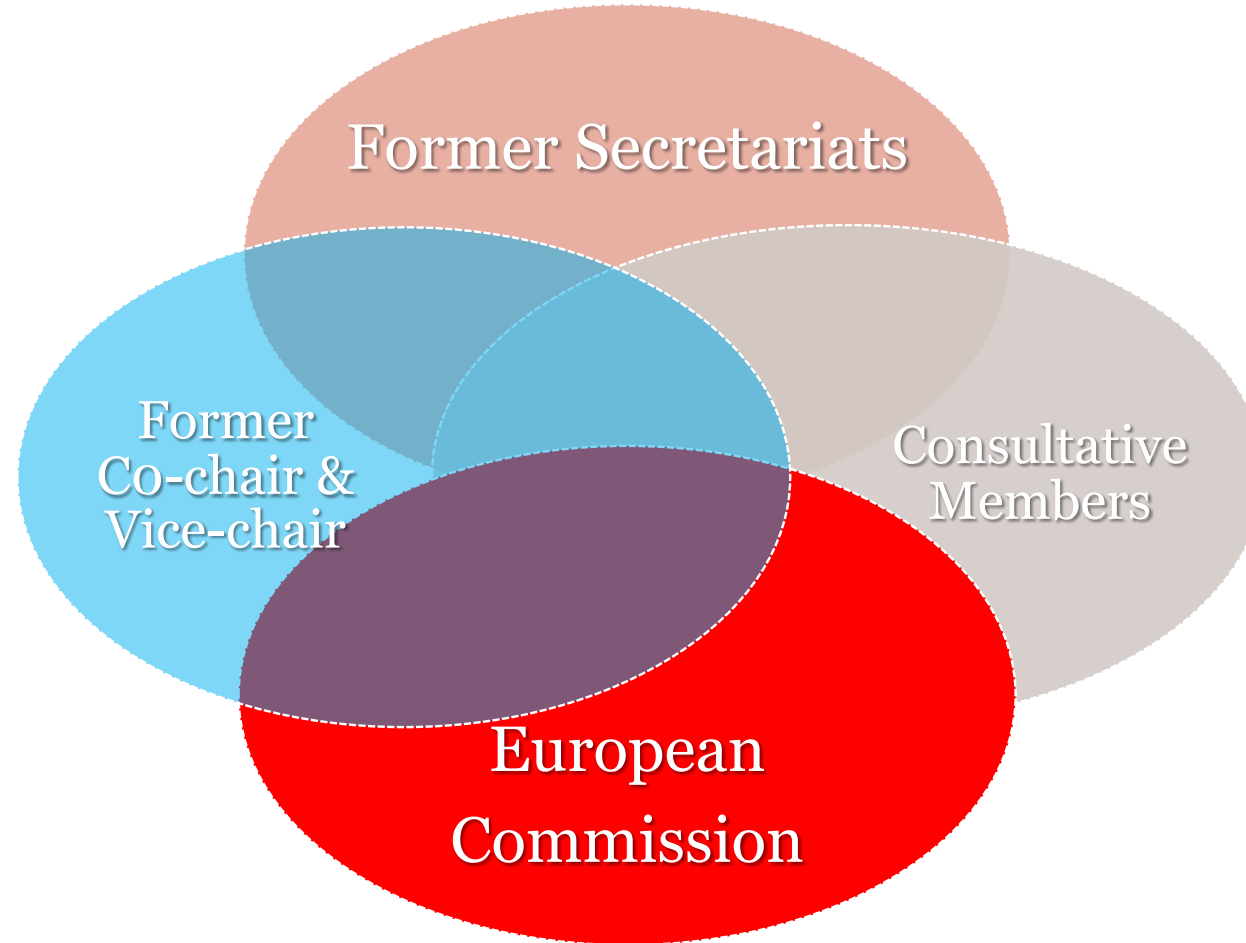 Former Secretariats
Former
Co-chair &
Vice-chair
Consultative
Members
European
Commission